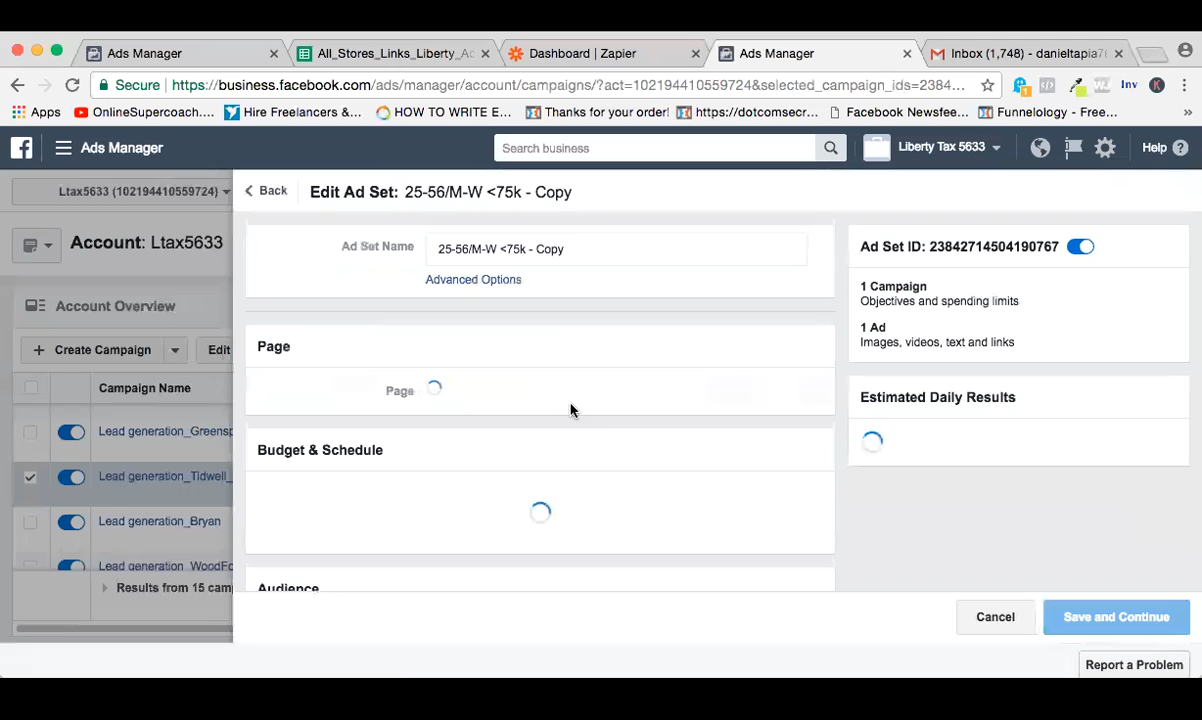 Ads Manager
All_Stores_Links_Liberty_Ac
Dashboard | Zapier
Ads Manager
Inbox (1,748) - danieltapia7
Secure
https://business.facebook.com/ads/manager/account/campaigns/?act=102194410559724&selected_campaign_ids=2384...
Inv
K
Apps
OnlineSupercoach....
Hire Freelancers &...
HOW TO WRITE E...
Thanks for your order!
https://dotcomsecr...
Facebook Newsfee...
Funnelology - Free...
»
Ads Manager
Search business
Liberty Tax 5633
Help
Ltax5633 (102194410559724)
Back
Edit Ad Set: 25-56/M-W <75k - Copy
Account: Ltax5633
Ad Set Name
25-56/M-W <75k - Copy
Advanced Options
Ad Set ID: 23842714504190767
1 Campaign
Objectives and spending limits
1 Ad
Images, videos, text and links
Account Overview
+ Create Campaign
Edit
Page
Page
Estimated Daily Results
Campaign Name
Lead generation_Greensp
Lead generation_Tidwell_
Lead generation_Bryan
Lead generation_WoodFo
Results from 15 camp
Budget & Schedule
Audience
Cancel
Save and Continue
Report a Problem